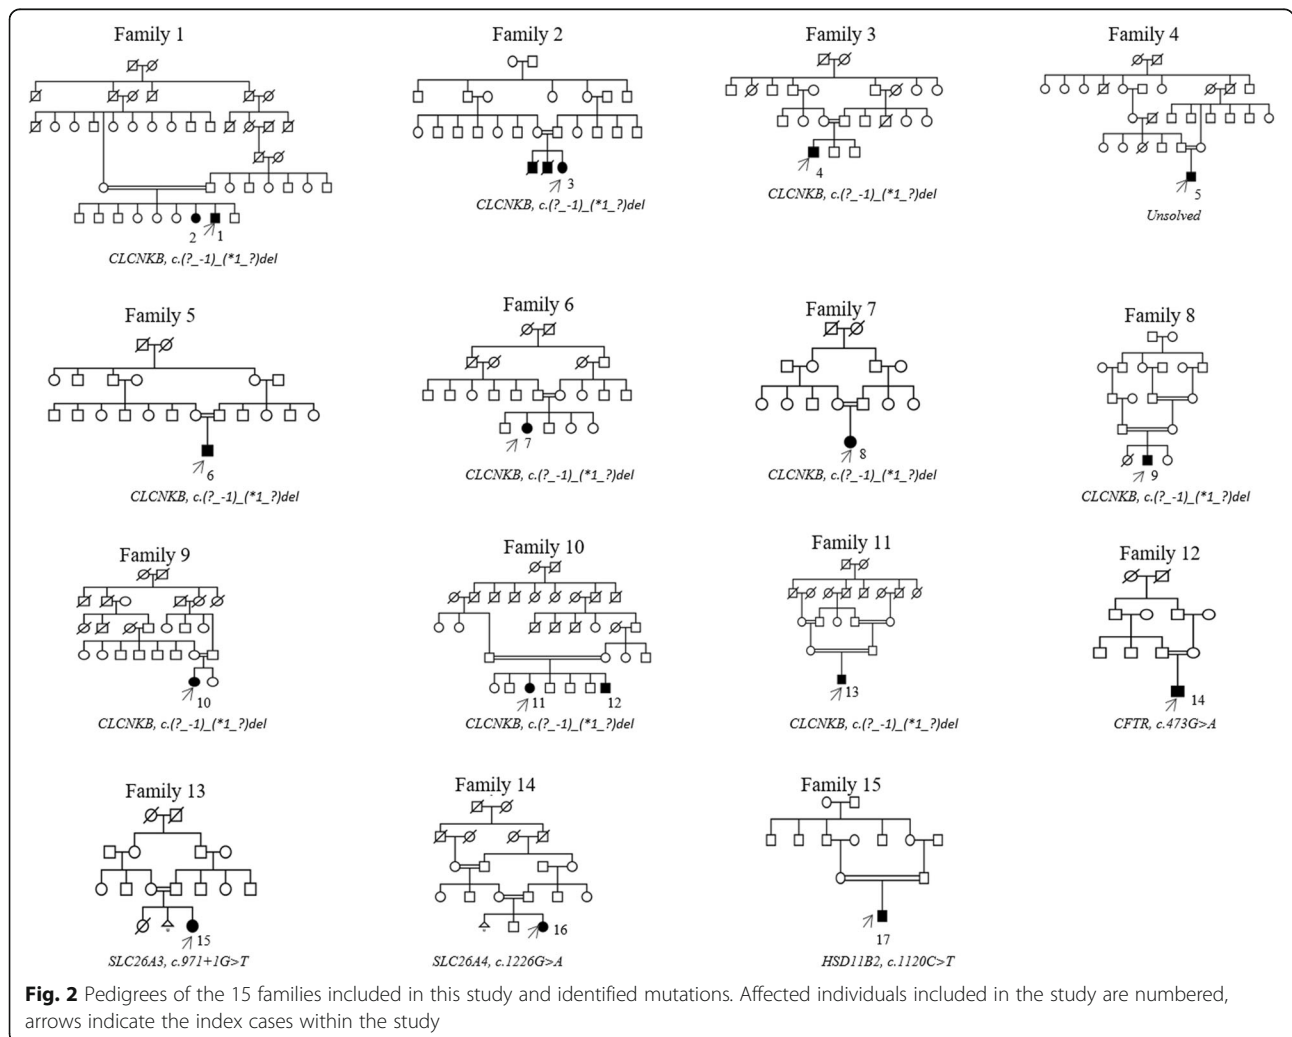 Family 1
Family 2
Family 3
Family 4
2
1
CLCNKB, c.(?_-1)_(*1_?)del
3
CLCNKB, c.(?_-1)_(*1_?)del
4
CLCNKB, c.(?_-1)_(*1_?)del
5
Unsolved
Family 5
Family 6
Family 7
Family 8
6
CLCNKB, c.(?_-1)_(*1_?)del
7
CLCNKB, c.(?_-1)_(*1_?)del
8
CLCNKB, c.(?_-1)_(*1_?)del
9
CLCNKB, c.(?_-1)_(*1_?)del
Family 9
Family 10
Family 11
Family 12
10
CLCNKB, c.(?_-1)_(*1_?)del
11
12
CLCNKB, c.(?_-1)_(*1_?)del
13
CLCNKB, c.(?_-1)_(*1_?)del
14
CFTR, c.473G>A
Family 13
Family 14
Family 15
15
SLC26A3, c.971+1G>T
16
SLC26A4, c.1226G>A
17
HSD11B2, c.1120C>T
Fig. 2 Pedigrees of the 15 families included in this study and identified mutations. Affected individuals included in the study are numbered,
arrows indicate the index cases within the study